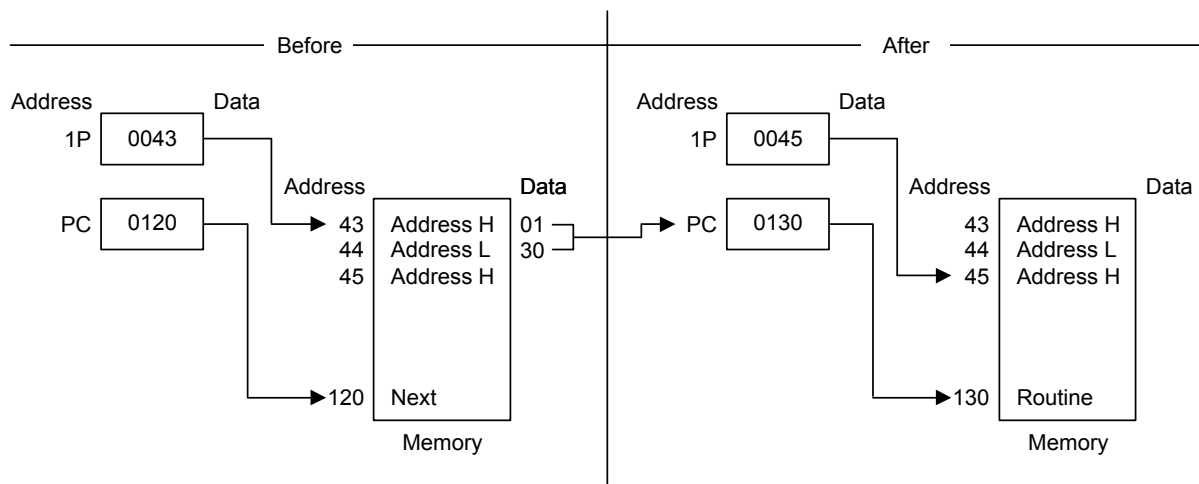 Before
After
Address Data
1P 0043
PC 0120
Address Data
43 Address H 01
44 Address L 30
45 Address H
120 Next
Memory
Address Data
1P 0045
PC 0130
Address Data
43 Address H
44 Address L
45 Address H
130 Routine
Memory